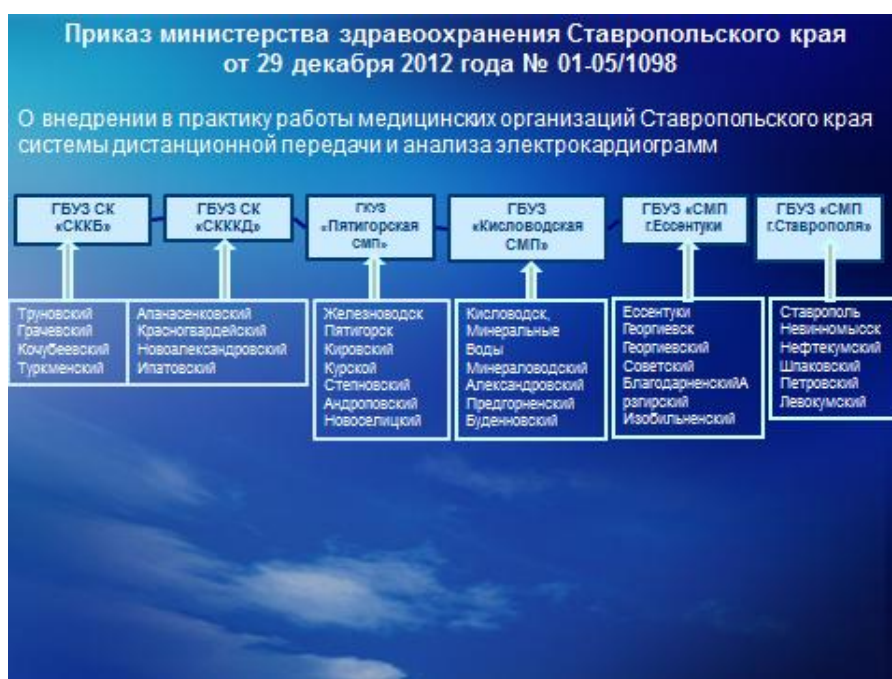 Приказ министерства здравоохранения Ставропольского края
от 29 декабря 2012 года № 01-05/1098
О внедрении в практику работы медицинских организаций Ставропольского края
системы дистанционной передачи и анализа электрокардиограмм
ГБУЗ СК
«СККБ»
ГБУЗ СК
«СКККД»
ГКУЗ
«Пятигорская
СМП»
ГБУЗ
«Кисловодская
СМП»
ГБУЗ «СМП
г.Ессентуки
ГБУЗ «СМП
г.Ставрополя»
Труновский
Грачевский
Кочубеевский
Туркменский
Апанасенковский
Красногвардейский
Новоалександровский
Ипатовский
Железноводск
Пятигорск
Кировский
Курской
Степновский
Андроповский
Новоселицкий
Кисловодск,
Минеральные
Воды
Минераловодский
Александровский
Предгорненский
Буденновский
Ессентуки
Георгиевск
Георгиевский
Советский
БлагодарненскийА
рзгирский
Изобильненский
Ставрополь
Невинномысск
Нефтекумский
Шпаковский
Петровский
Левокумский